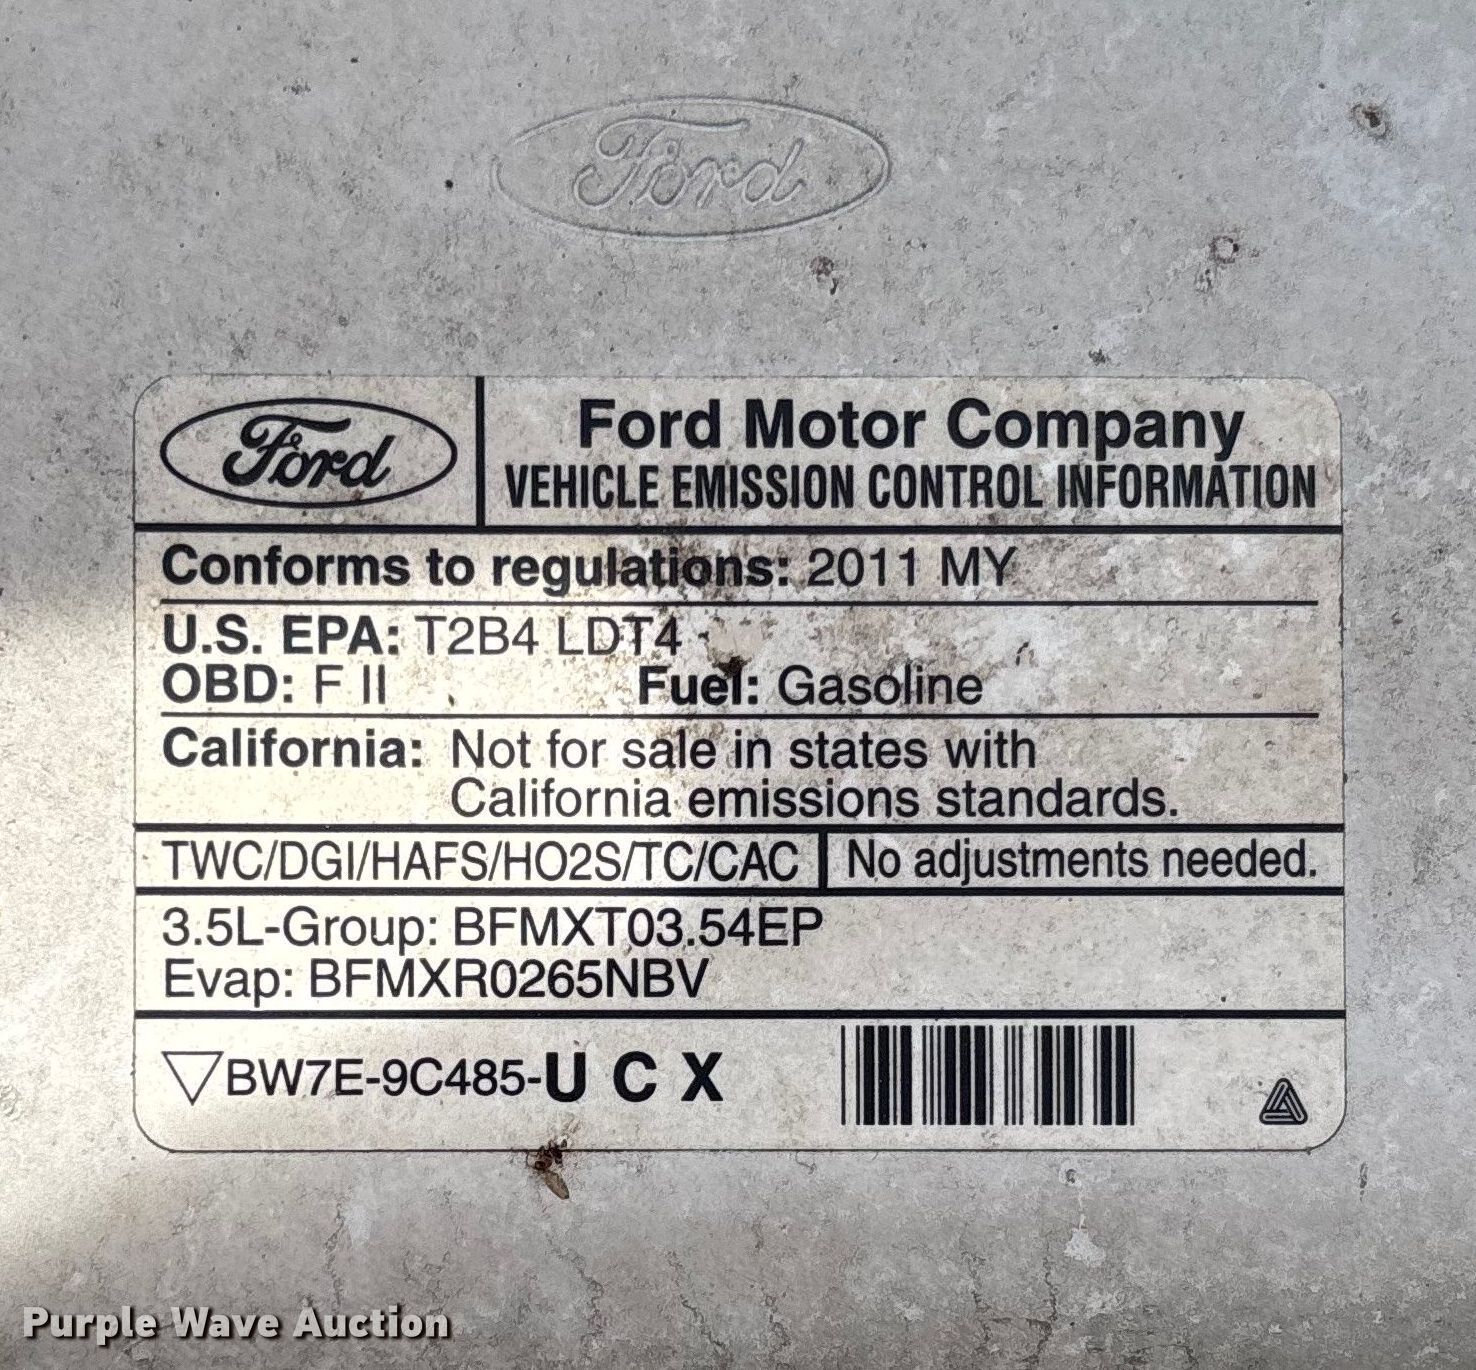 Ford
Ford
Ford Motor Company
VEHICLE EMISSION CONTROL INFORMATION
Conforms to regulations: 2011 MY
U.S. EPA: T2B4 LDT4
OBD: F II Fuel: Gasoline
California: Not for sale in states with
California emissions standards.
TWC/DGI/HAFS/HO2S/TC/CAC No adjustments needed.
3.5L-Group: BFMXT03.54EP
Evap: BFMXR0265NBV
BW7E-9C485-U C X
Purple Wave Auction